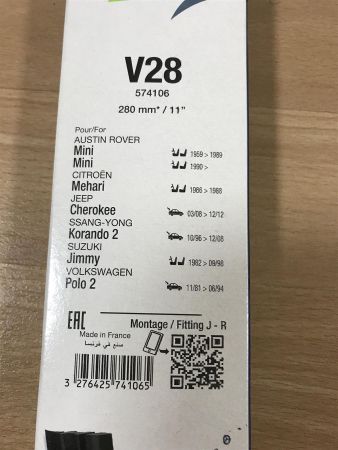 V28
574106
280 mm* / 11"
Pour/For
AUSTIN ROVER
Mini 1959 > 1989
Mini 1990 >
CITROËN
Mehari 1986 > 1988
JEEP
Cherokee 03/08 > 12/12
SSANG-YONG
Korando 2 10/96 > 12/08
SUZUKI
Jimmy 1982 > 09/98
VOLKSWAGEN
Polo 2 11/81 > 06/94
EAC Montage / Fitting J - R
Made in France
صنع في فرنسا
3 276425 741065
®